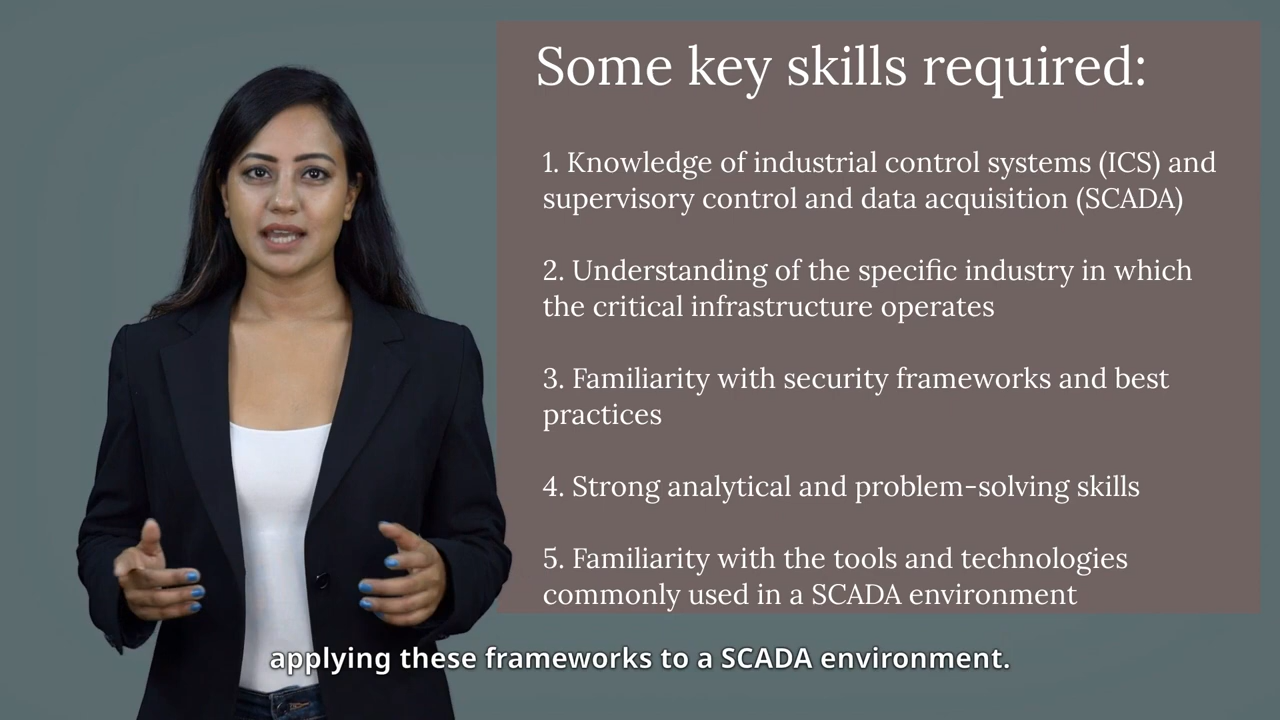 Some key skills required:
1. Knowledge of industrial control systems (ICS) and
supervisory control and data acquisition (SCADA)
2. Understanding of the specific industry in which
the critical infrastructure operates
3. Familiarity with security frameworks and best
practices
4. Strong analytical and problem-solving skills
5. Familiarity with the tools and technologies
commonly used in a SCADA environment
applying these frameworks to a SCADA environment.